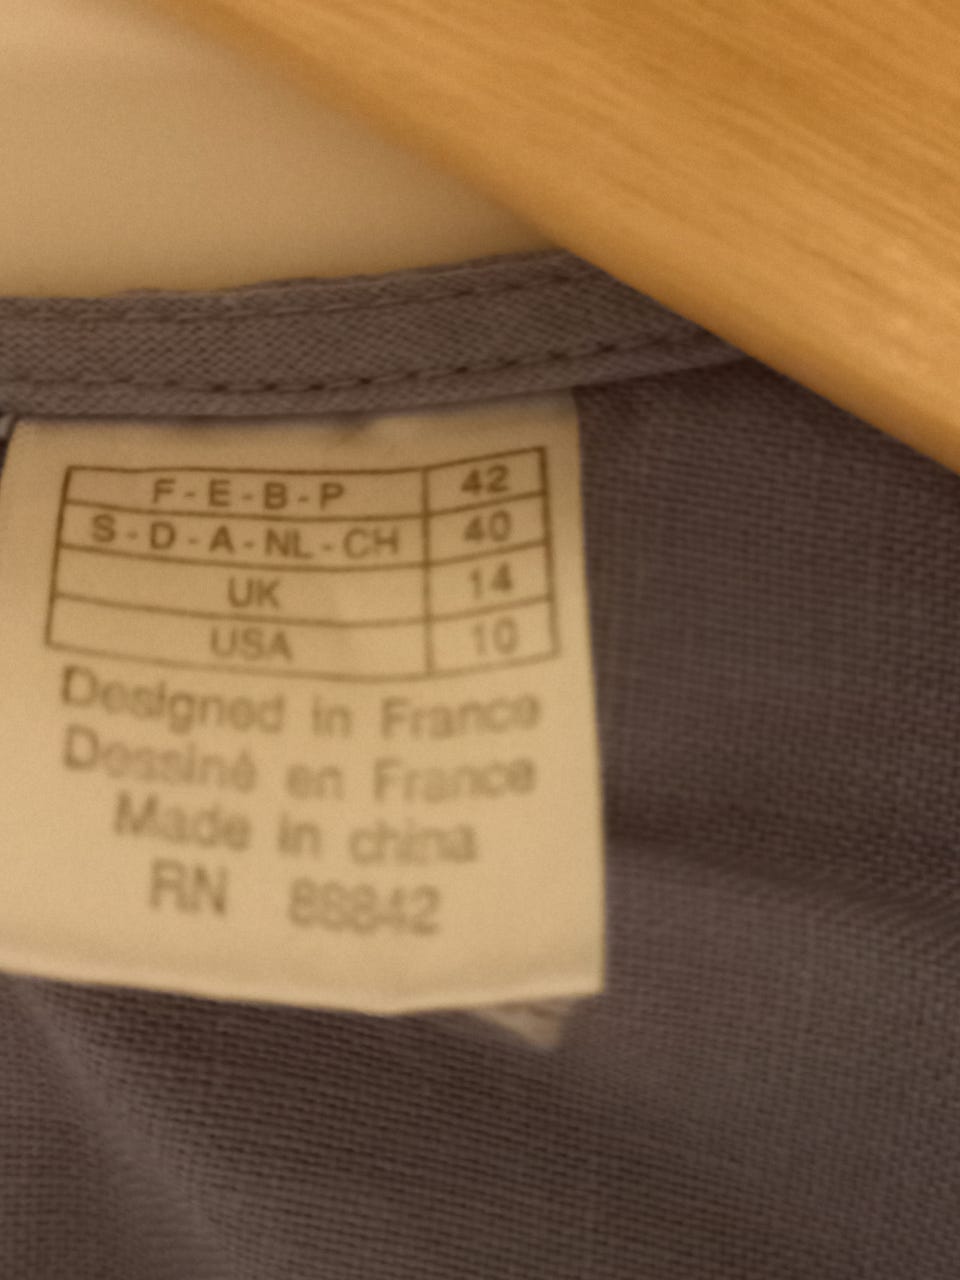 F - E - B - P 42
S - D - A - NL - CH 40
UK 14
USA 10
Designed in France
Dessiné en France
Made in china
RN 88842